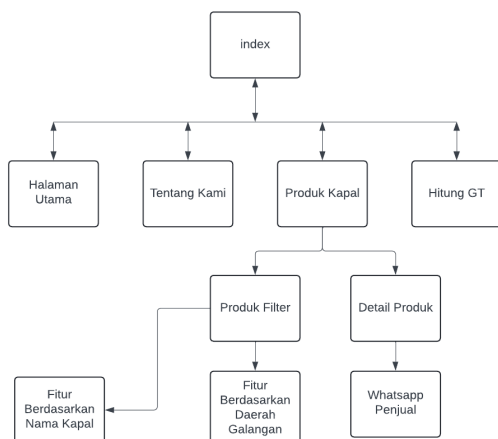 index
Halaman
Utama
Tentang Kami
Produk Kapal
Hitung GT
Produk Filter
Detail Produk
Fitur
Berdasarkan
Nama Kapal
Fitur
Berdasarkan
Daerah
Galangan
Whatsapp
Penjual